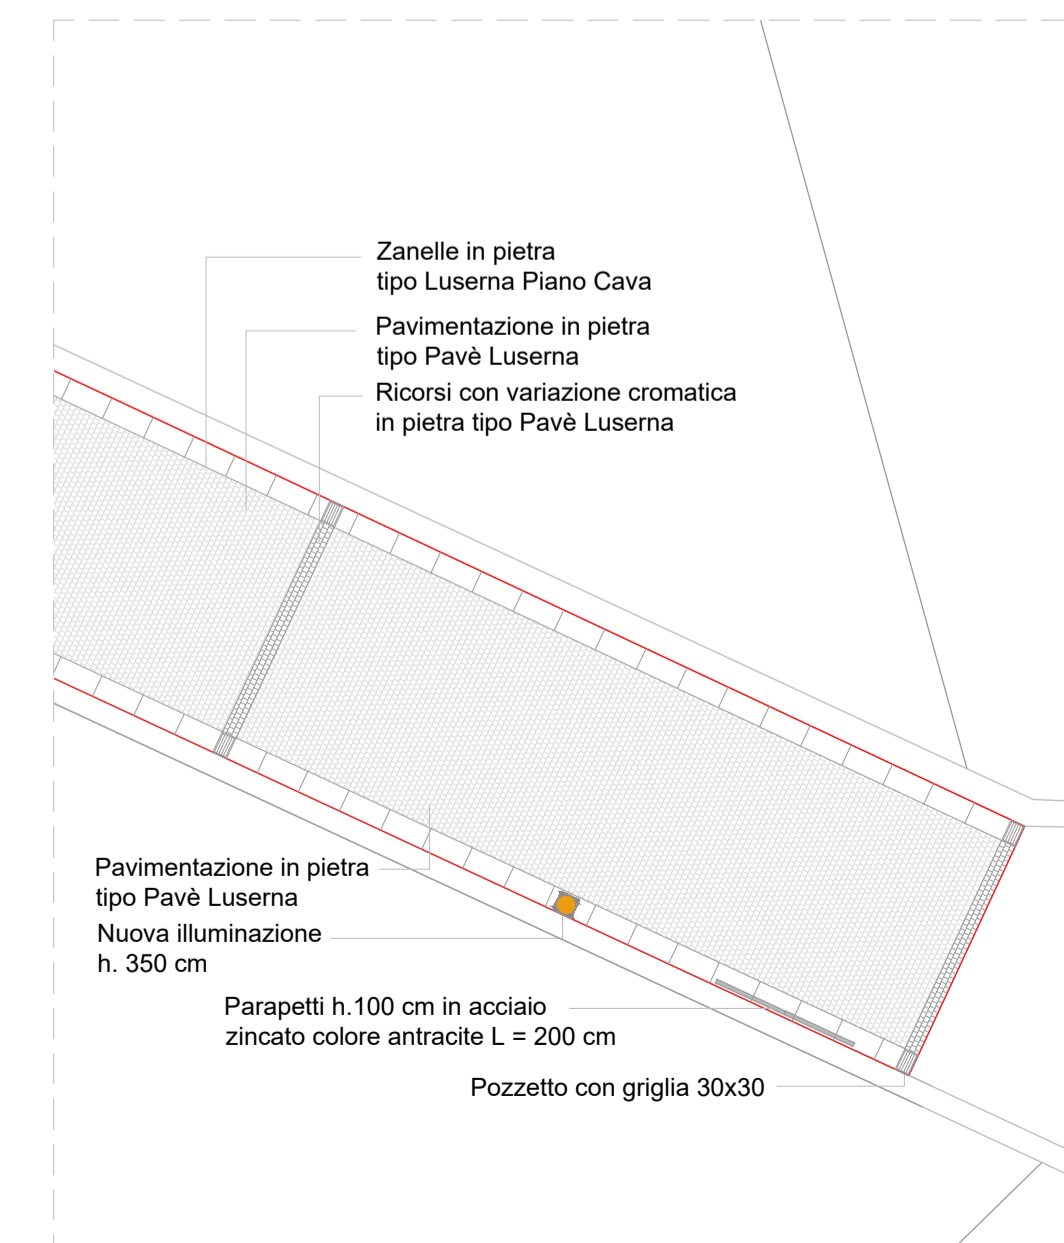 Zanelle in pietra
tipo Luserna Piano Cava
Pavimentazione in pietra
tipo Pavè Luserna
Ricorsi con variazione cromatica
in pietra tipo Pavè Luserna
Pavimentazione in pietra
tipo Pavè Luserna
Nuova illuminazione
h. 350 cm
Parapetti h.100 cm in acciaio
zincato colore antracite L = 200 cm
Pozzetto con griglia 30x30